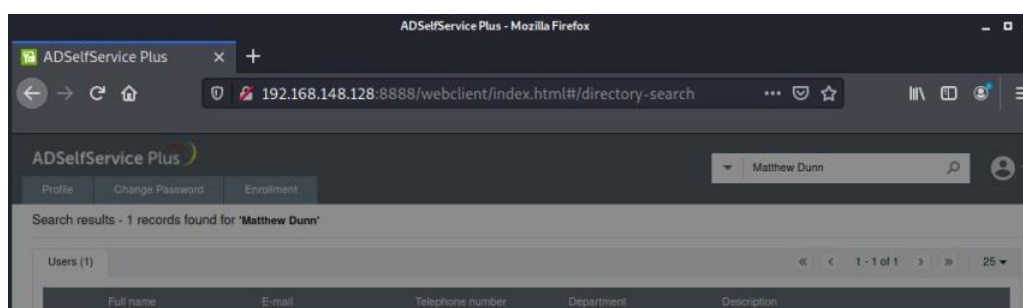 ADSelfService Plus - Mozilla Firefox
ADSelfService Plus
192.168.148.128:8888/webclient/index.html#/directory-search
ADSelfService Plus
Matthew Dunn
Profile Change Password Enrollment
Search results - 1 records found for 'Matthew Dunn'
Users (1) 1 - 1 of 1 25
Full name E-mail Telephone number Department Description